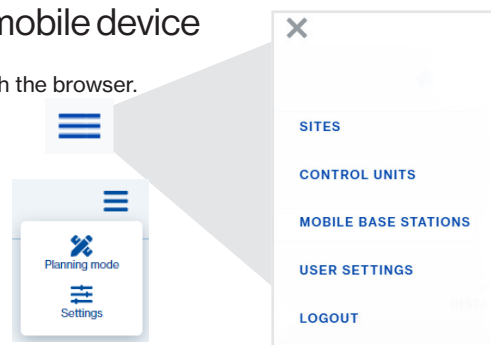 mobile device
h the browser.
Planning mode
Settings
SITES
CONTROL UNITS
MOBILE BASE STATIONS
USER SETTINGS
LOGOUT